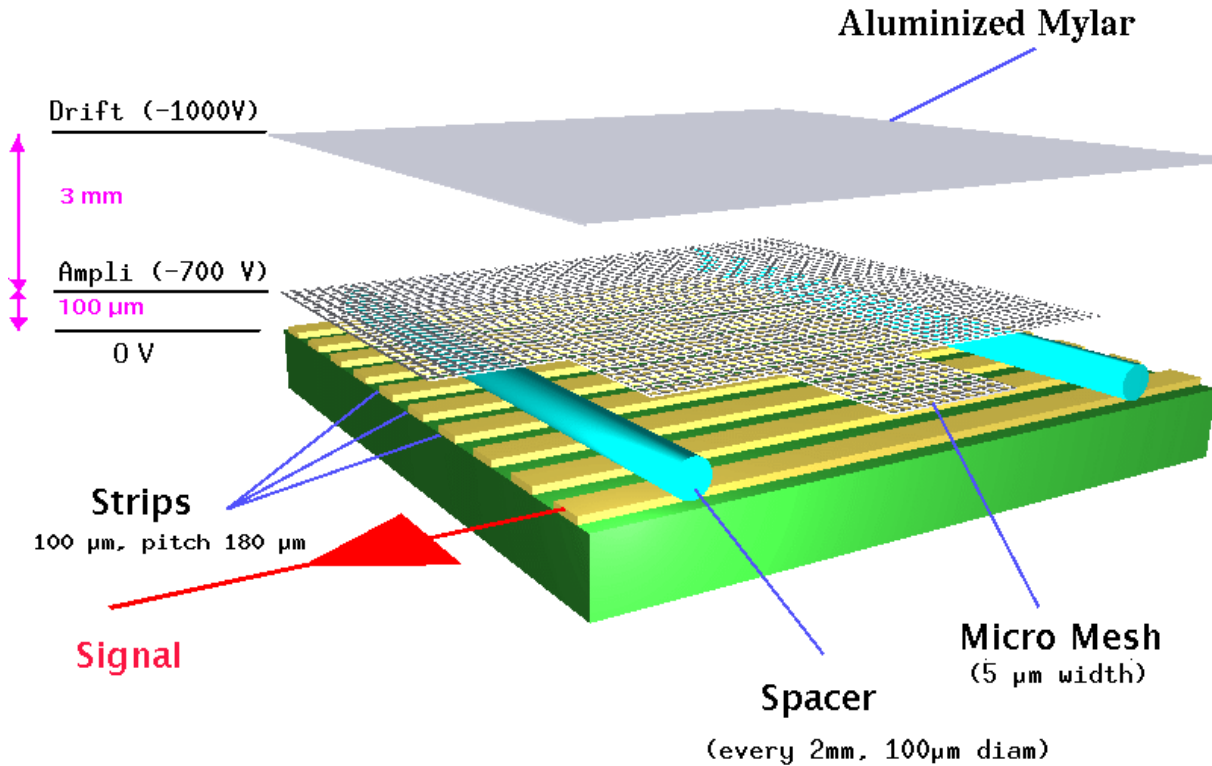 Aluminized Mylar
Drift (-1000V)
3 mm
Ampli (-700 V)
100 µm
0 V
Strips
100 µm, pitch 180 µm
Signal
Micro Mesh
(5 µm width)
Spacer
(every 2mm, 100µm diam)